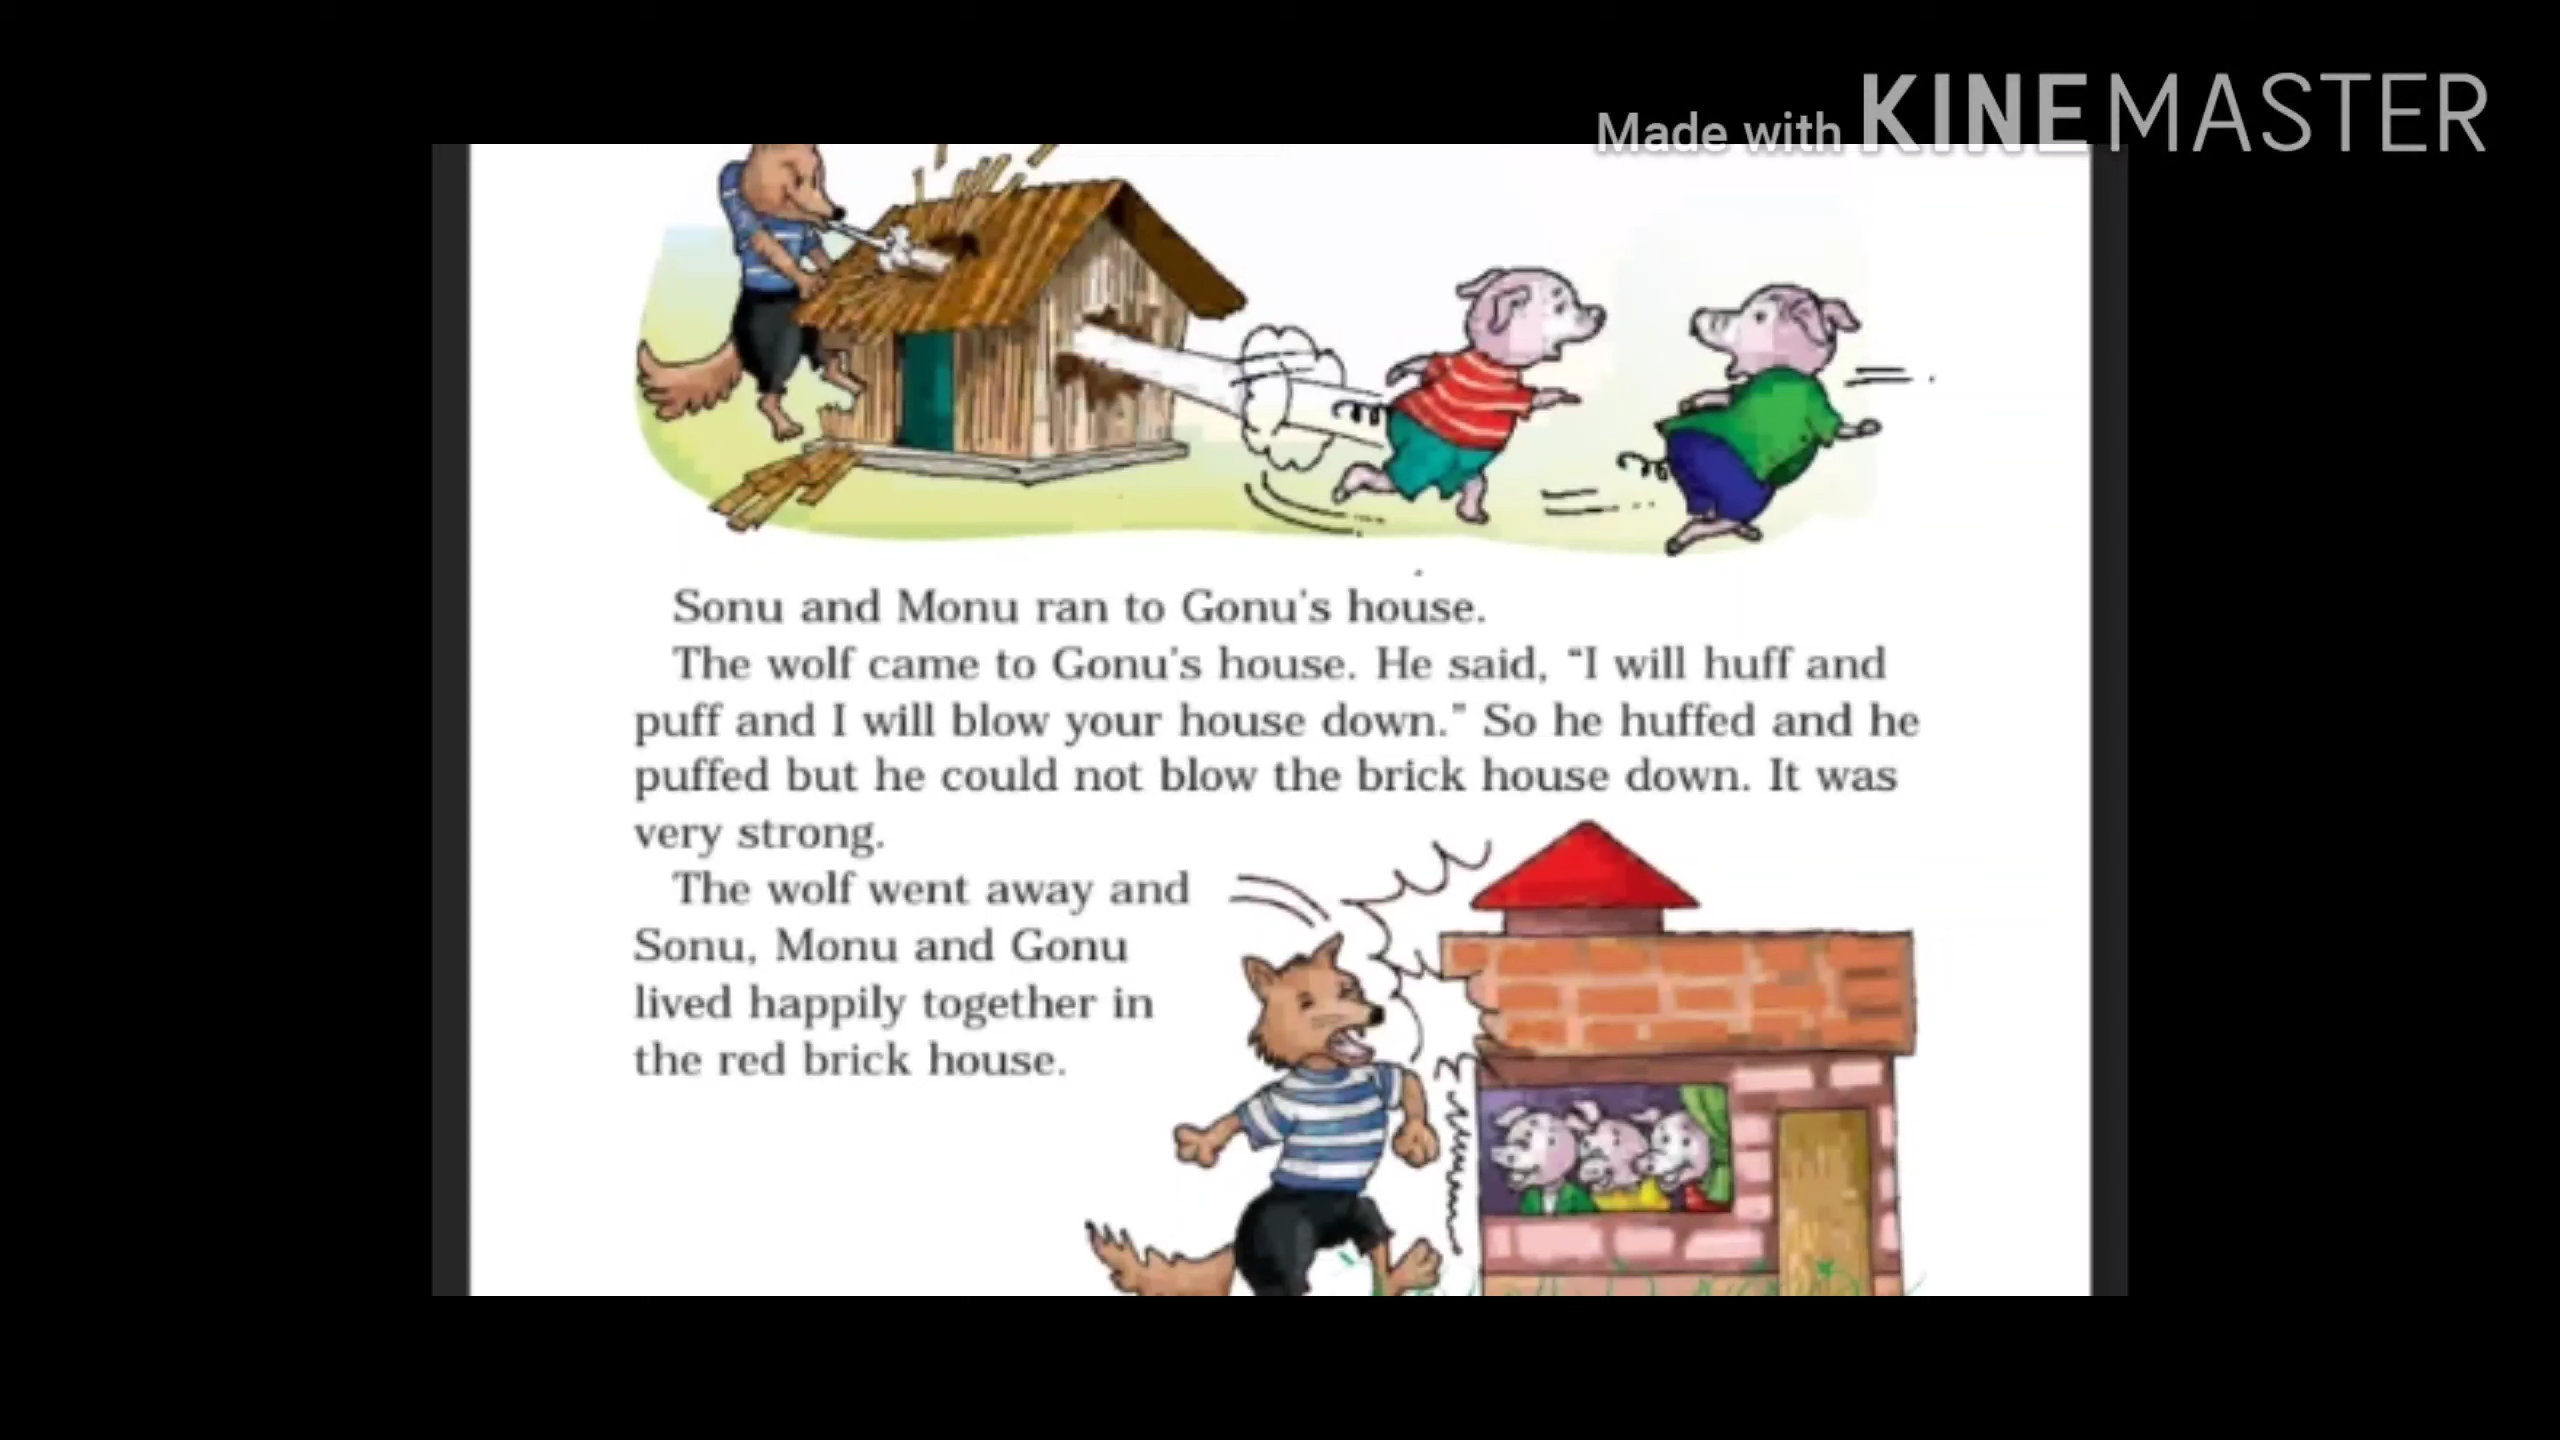 Made with KINEMASTER
Sonu and Monu ran to Gonu's house.
The wolf came to Gonu's house. He said, “I will huff and
puff and I will blow your house down.” So he huffed and he
puffed but he could not blow the brick house down. It was
very strong.
The wolf went away and
Sonu, Monu and Gonu
lived happily together in
the red brick house.